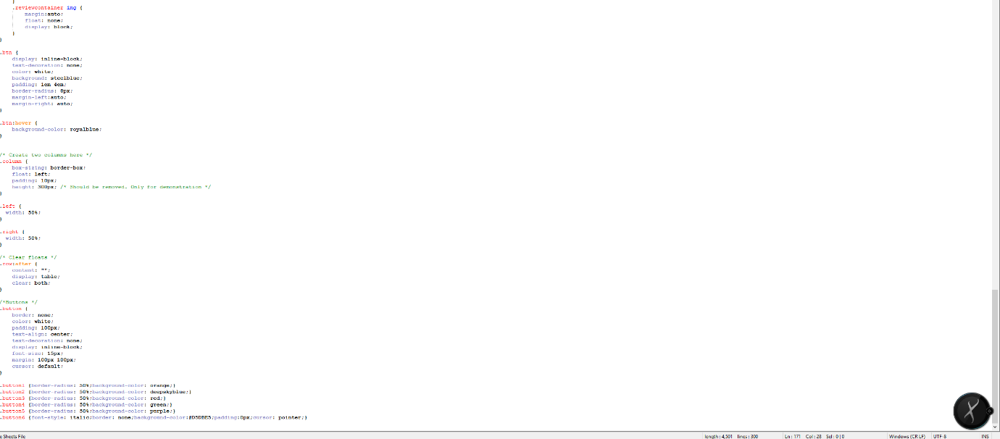 }
.reviewcontainer img {
margin:auto;
float: none;
display: block;
}
}
.btn {
display: inline-block;
text-decoration: none;
color: white;
background: steelblue;
padding: 1em 4em;
border-radius: 8px;
margin-left:auto;
margin-right: auto;
}
.btn:hover {
background-color: royalblue;
}
/* Create two columns here */
.column {
box-sizing: border-box;
float: left;
padding: 10px;
height: 300px; /* Should be removed. Only for demonstration */
}
.left {
width: 50%;
}
.right {
width: 50%;
}
/* Clear floats */
.row:after {
content: "";
display: table;
clear: both;
}
/*Buttons */
.button {
border: none;
color: white;
padding: 100px;
text-align: center;
text-decoration: none;
display: inline-block;
font-size: 15px;
margin: 100px 100px;
cursor: default;
}
.button1 {border-radius: 50%;background-color: orange;}
.button2 {border-radius: 50%;background-color: deepskyblue;}
.button3 {border-radius: 50%;background-color: red;}
.button4 {border-radius: 50%;background-color: green;}
.button5 {border-radius: 50%;background-color: purple;}
.button6 {font-style: italic;border: none;background-color:#D5DBE5;padding:0px;cursor: pointer;}
e Sheets File length : 4,501 lines : 300 Ln : 171 Col : 28 Sel : 0 | 0 Windows (CR LF) UTF-8 INS